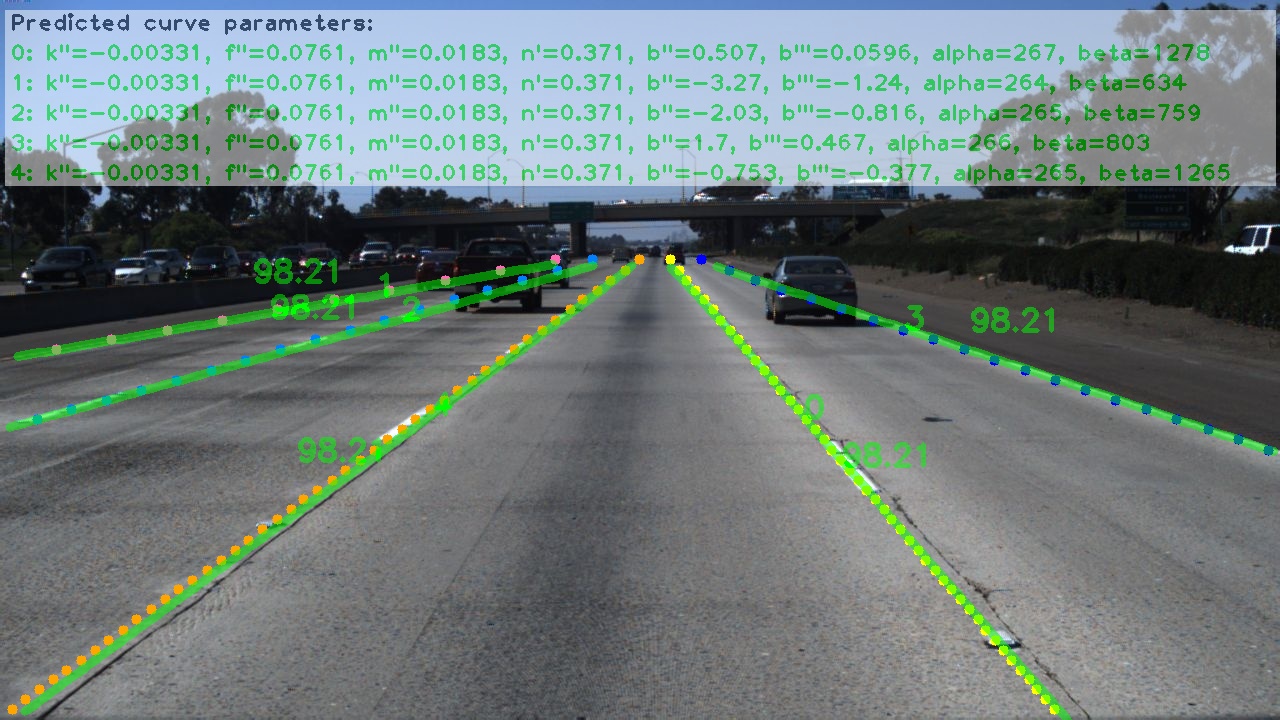 Predicted curve parameters:
0: k''=-0.00331, f''=0.0761, m''=0.0183, n'=0.371, b''=0.507, b'''=0.0596, alpha=267, beta=1278
1: k''=-0.00331, f''=0.0761, m''=0.0183, n'=0.371, b''=-3.27, b'''=-1.24, alpha=264, beta=634
2: k''=-0.00331, f''=0.0761, m''=0.0183, n'=0.371, b''=-2.03, b'''=-0.816, alpha=265, beta=759
3: k''=-0.00331, f''=0.0761, m''=0.0183, n'=0.371, b''=1.7, b'''=0.467, alpha=266, beta=803
4: k''=-0.00331, f''=0.0761, m''=0.0183, n'=0.371, b''=-0.753, b'''=-0.377, alpha=265, beta=1265
98.21 1
98.21 2
3 98.21
4 0
98.21 98.21